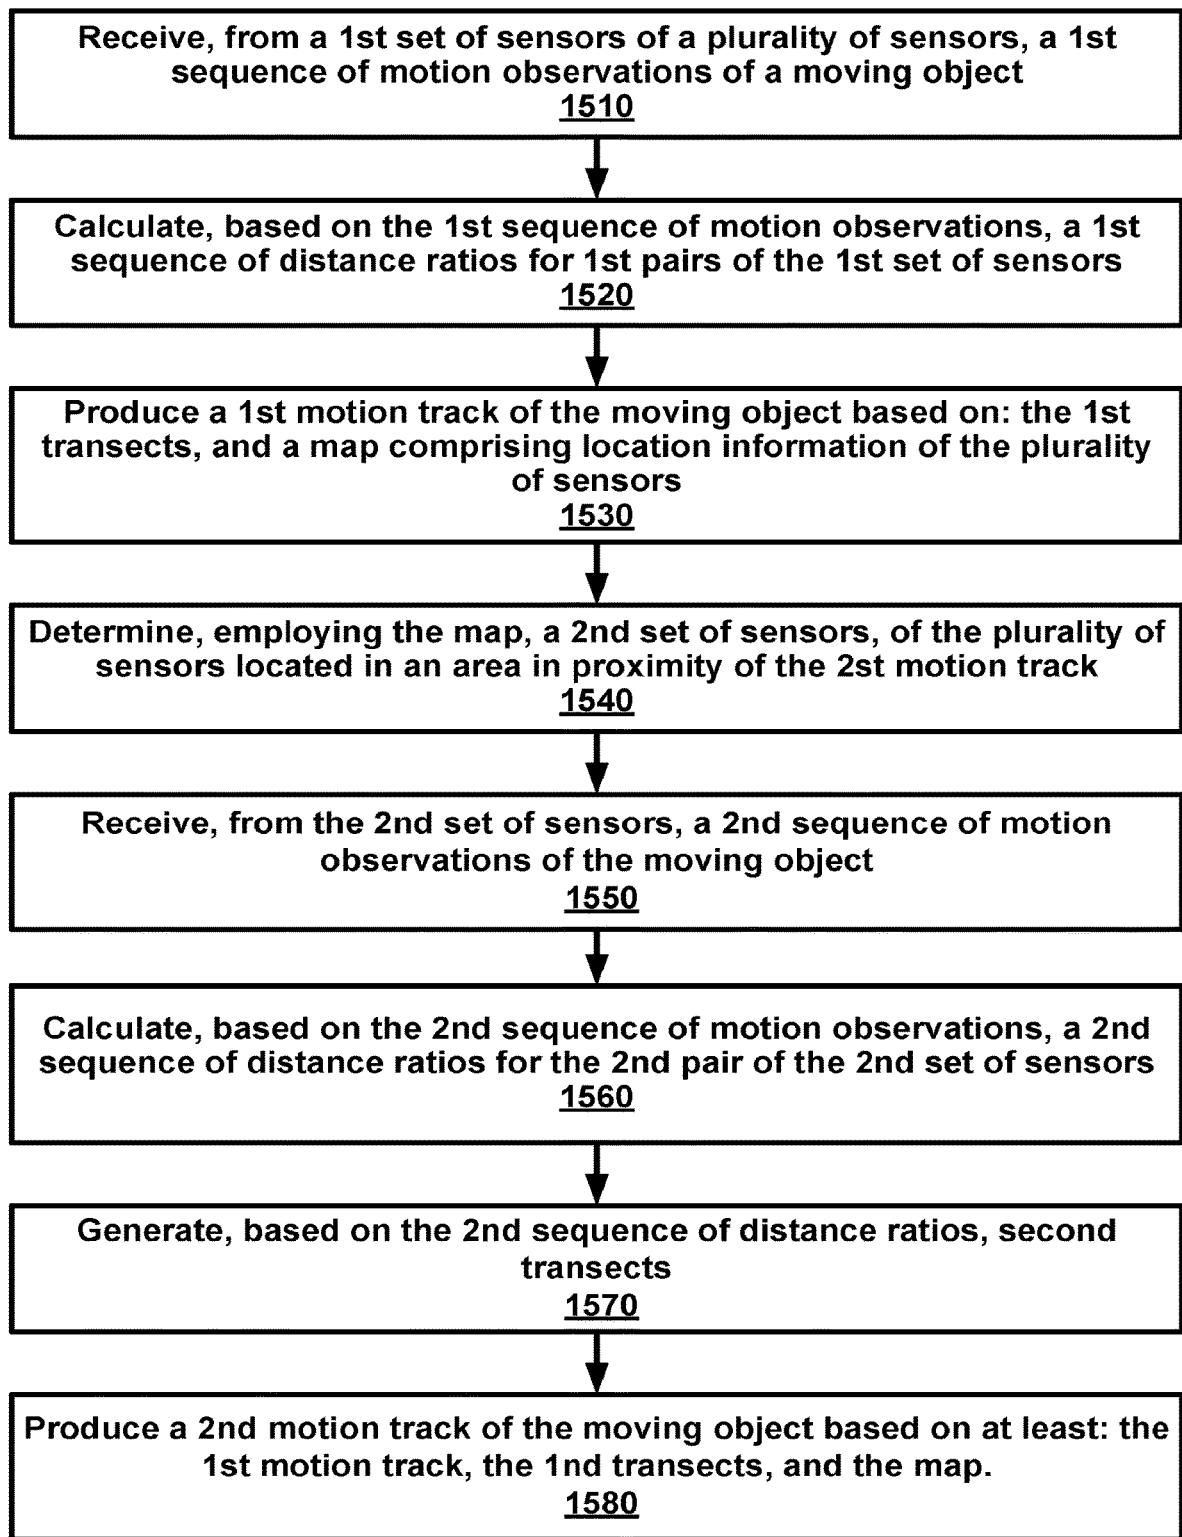 Receive, from a 1st set of sensors of a plurality of sensors, a 1st
sequence of motion observations of a moving object
1510
Calculate, based on the 1st sequence of motion observations, a 1st
sequence of distance ratios for 1st pairs of the 1st set of sensors
1520
Produce a 1st motion track of the moving object based on: the 1st
transects, and a map comprising location information of the plurality
of sensors
1530
Determine, employing the map, a 2nd set of sensors, of the plurality of
sensors located in an area in proximity of the 2st motion track
1540
Receive, from the 2nd set of sensors, a 2nd sequence of motion
observations of the moving object
1550
Calculate, based on the 2nd sequence of motion observations, a 2nd
sequence of distance ratios for the 2nd pair of the 2nd set of sensors
1560
Generate, based on the 2nd sequence of distance ratios, second
transects
1570
Produce a 2nd motion track of the moving object based on at least: the
1st motion track, the 1nd transects, and the map.
1580